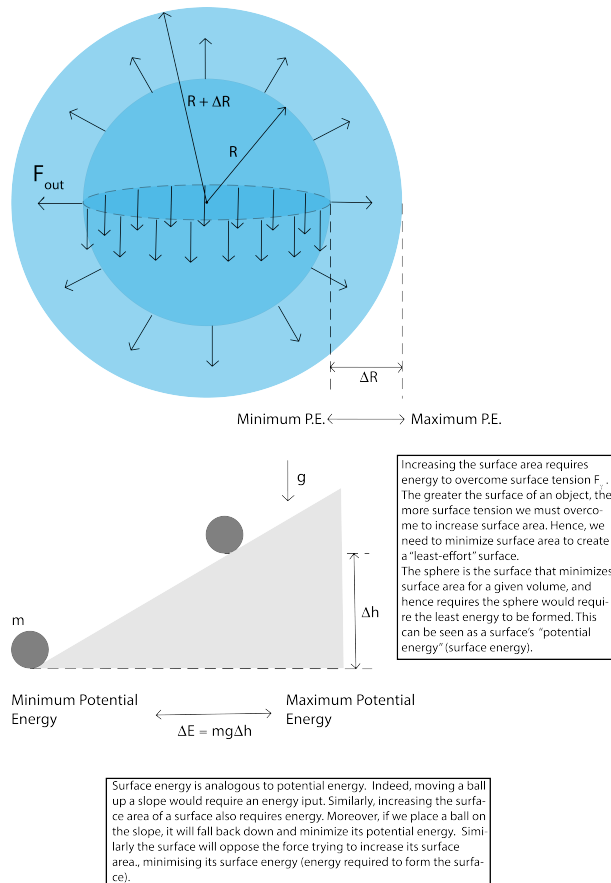 R + ΔR
R
F out
ΔR
Minimum P.E.
Maximum P.E.
g
Increasing the surface area requires
energy to overcome surface tension Fγ .
The greater the surface of an object, the
more surface tension we must overco-
me to increase surface area. Hence, we
need to minimize surface area to create
a “least-effort” surface.
The sphere is the surface that minimizes
surface area for a given volume, and
hence requires the sphere would requi-
re the least energy to be formed. This
can be seen as a surface’s “potential
energy” (surface energy).
Δh
m
Minimum Potential
Energy
Maximum Potential
Energy
ΔE = mgΔh
Surface energy is analogous to potential energy. Indeed, moving a ball
up a slope would require an energy iput. Similarly, increasing the surfa-
ce area of a surface also requires energy. Moreover, if we place a ball on
the slope, it will fall back down and minimize its potential energy. Simi-
larly the surface will oppose the force trying to increase its surface
area., minimising its surface energy (energy required to form the surfa-
ce).